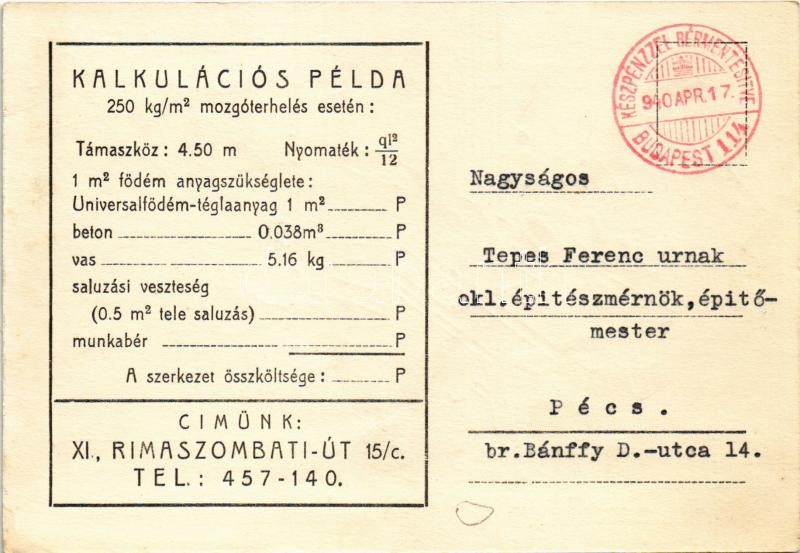 KALKULÁCIÓS PÉLDA
250 kg/m² mozgóterhelés esetén :
Támaszköz : 4.50 m Nyomaték : ql²/12
1 m² födém anyagszükséglete :
Universalfödém-téglaanyag 1 m² P
beton 0.038m³ P
vas 5.16 kg P
saluzási veszteség
(0.5 m² tele saluzás) P
munkabér P
A szerkezet összköltsége : P
CIMÜNK:
XI., RIMASZOMBATI-ÚT 15/c.
TEL.: 457-140.
KÉSZPÉNZZEL BÉRMENTESITVE
940 APR.17.
BUDAPEST 114
Nagyságos
Tepes Ferenc urnak
okl.épitészmérnök,épitő-
mester
Pécs.
br.Bánffy D.-utca 14.